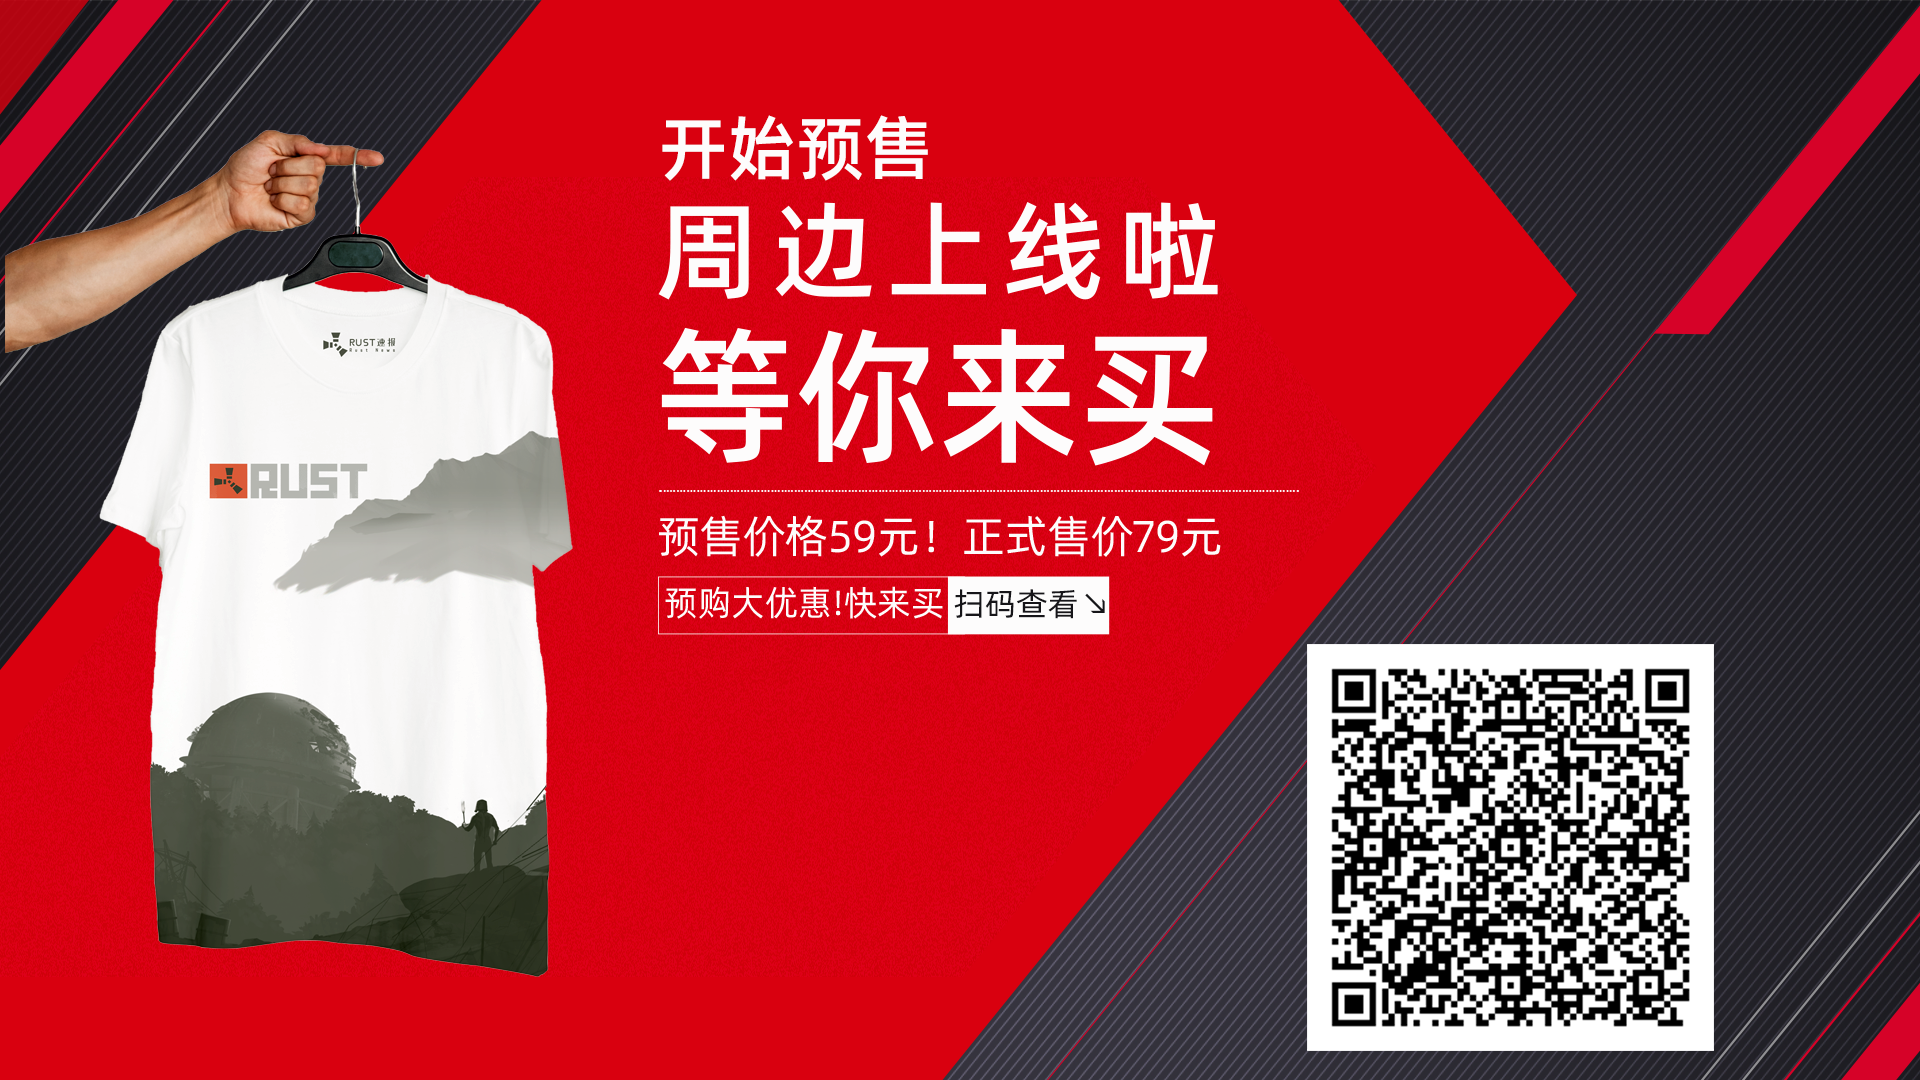 开始预售
周边上线啦
等你来买
预售价格59元！正式售价79元
预购大优惠!快来买 扫码查看↘
RUST速报
Rust News
RUST